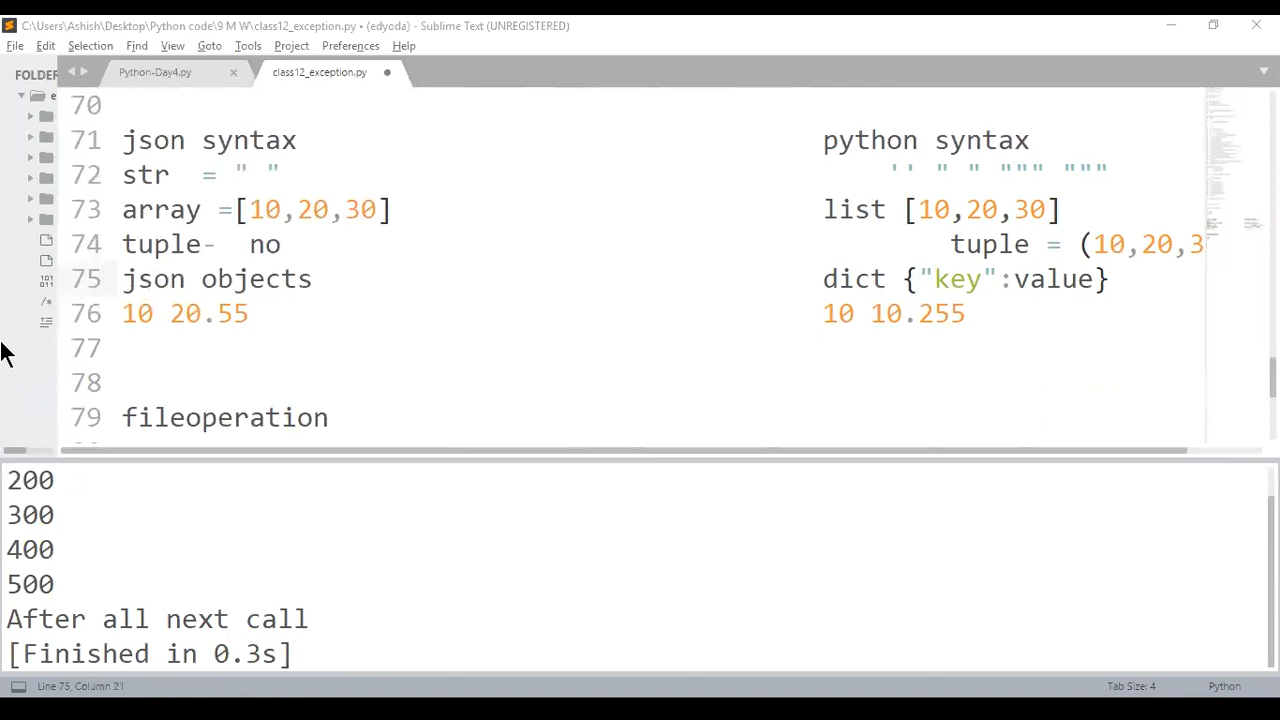 C:\Users\Ashish\Desktop\Python code\9 M W\class12_exception.py • (edyoda) - Sublime Text (UNREGISTERED)
File Edit Selection Find View Goto Tools Project Preferences Help
FOLDER Python-Day4.py × class12_exception.py •
e
70
71 json syntax python syntax
72 str = " " '' " " """ """
73 array =[10,20,30] list [10,20,30]
74 tuple- no tuple = (10,20,3
75 json objects dict {"key":value}
76 10 20.55 10 10.255
77
78
79 fileoperation
200
300
400
500
After all next call
[Finished in 0.3s]
Line 75, Column 21 Tab Size: 4 Python